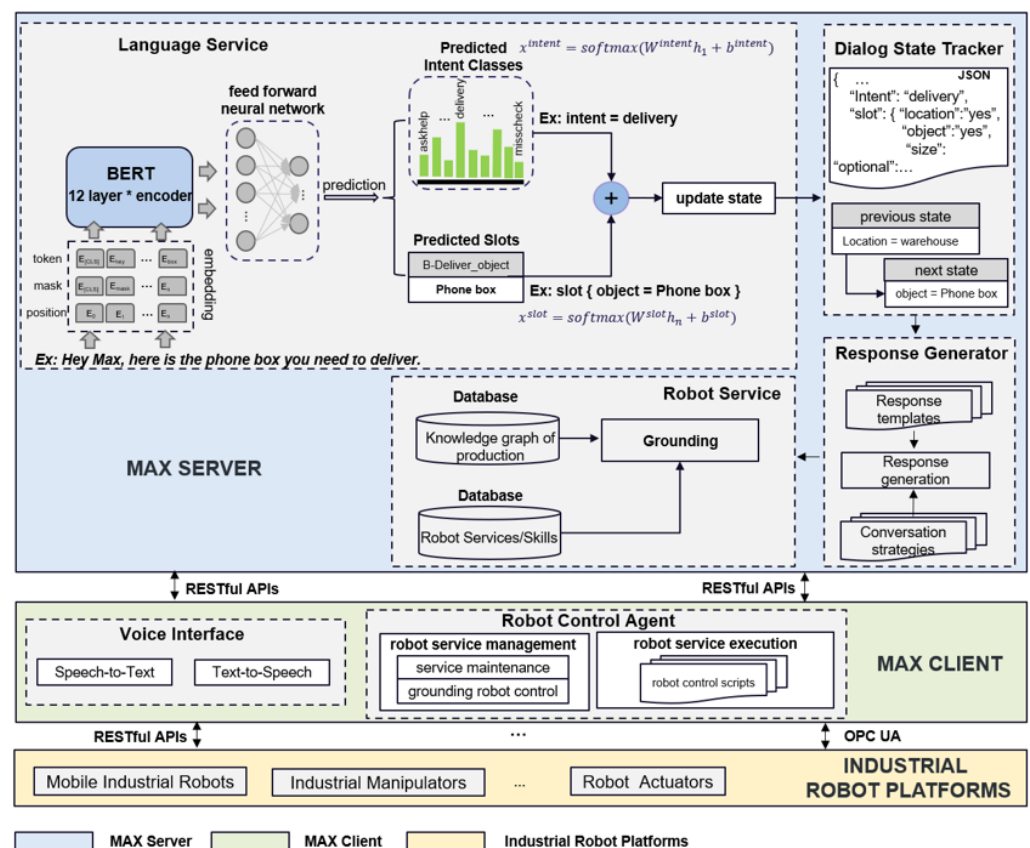 Language Service
Predicted
Intent Classes
x^intent = softmax(W^intent h_1 + b^intent)
feed forward
neural network
askhelp
...
delivery
...
misscheck
Ex: intent = delivery
BERT
12 layer * encoder
prediction
+
update state
Predicted Slots
B-Deliver_object
Phone box
Ex: slot { object = Phone box }
x^slot = softmax(W^slot h_n + b^slot)
token
E[CLS]
Ehey
...
Ebox
mask
E[CLS]
Emask
...
position
E0
...
embedding
Ex: Hey Max, here is the phone box you need to deliver.
Dialog State Tracker
JSON
{ ...
"Intent": "delivery",
"slot": { "location":"yes",
"object":"yes",
"size":
"optional":...
previous state
Location = warehouse
next state
object = Phone box
Response Generator
Response
templates
Response
generation
Conversation
strategies
Robot Service
Database
Knowledge graph of
production
Grounding
Database
Robot Services/Skills
MAX SERVER
RESTful APIs
RESTful APIs
Voice Interface
Speech-to-Text
Text-to-Speech
Robot Control Agent
robot service management
service maintenance
grounding robot control
robot service execution
robot control scripts
MAX CLIENT
RESTful APIs
...
OPC UA
Mobile Industrial Robots
Industrial Manipulators
...
Robot Actuators
INDUSTRIAL
ROBOT PLATFORMS
MAX Server
MAX Client
Industrial Robot Platforms